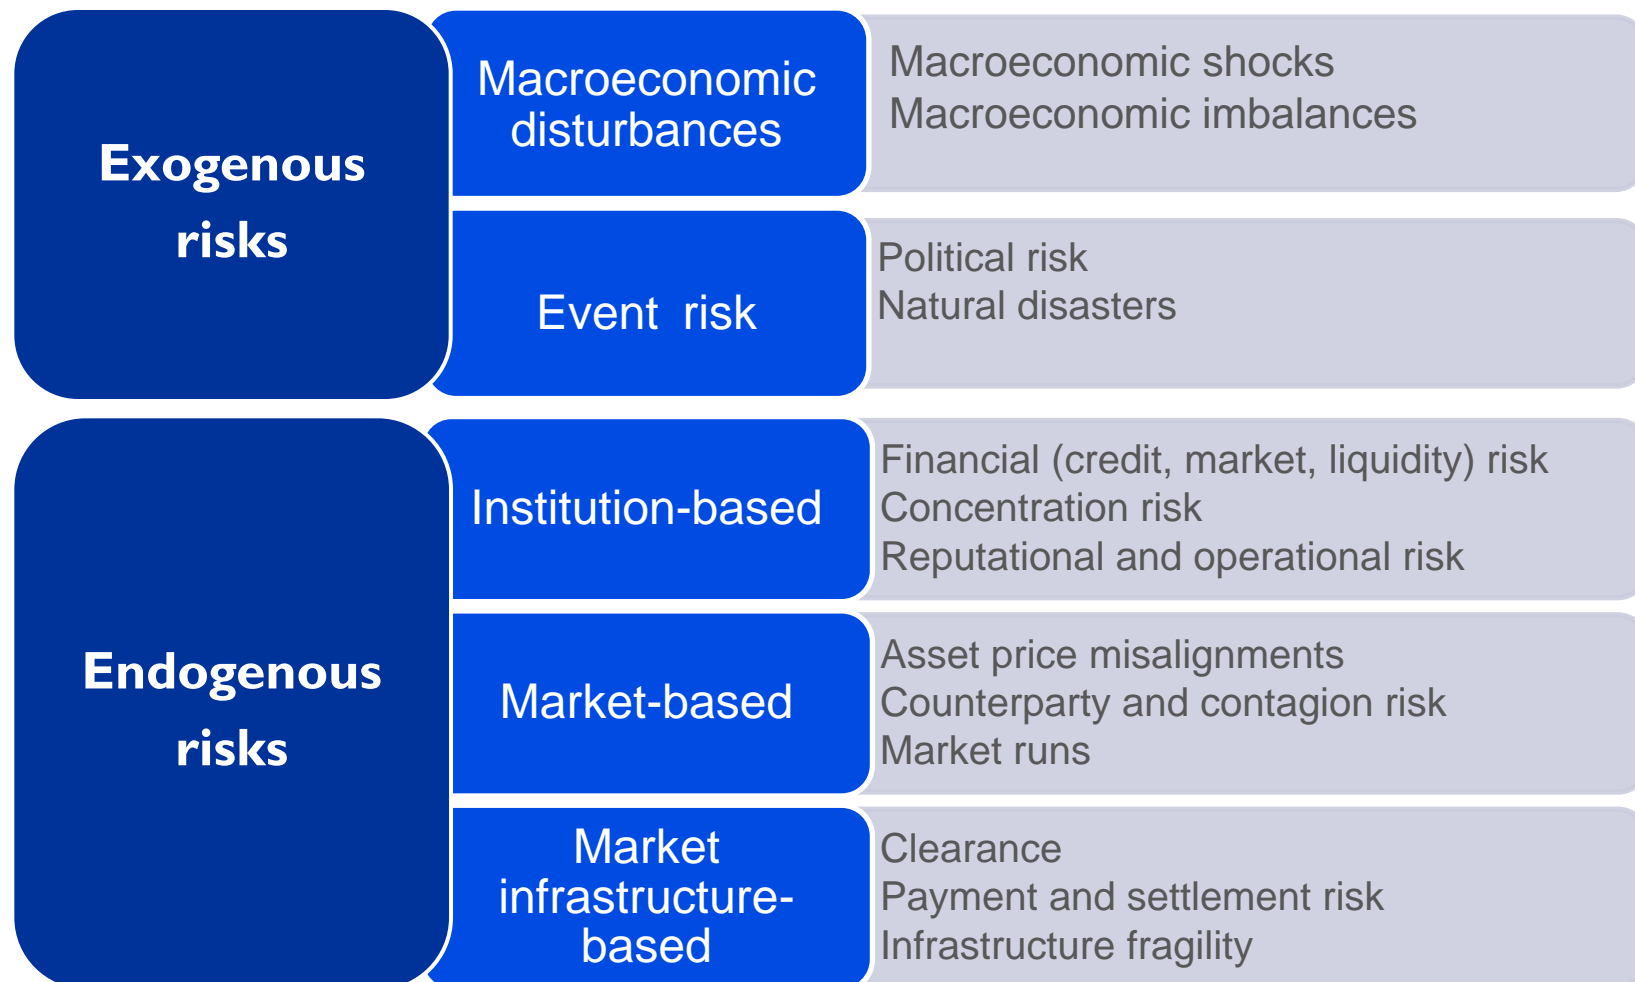 Exogenous
risks
Macroeconomic
disturbances
Macroeconomic shocks
Macroeconomic imbalances
Event risk
Political risk
Natural disasters
Endogenous
risks
Institution-based
Financial (credit, market, liquidity) risk
Concentration risk
Reputational and operational risk
Market-based
Asset price misalignments
Counterparty and contagion risk
Market runs
Market
infrastructure-
based
Clearance
Payment and settlement risk
Infrastructure fragility